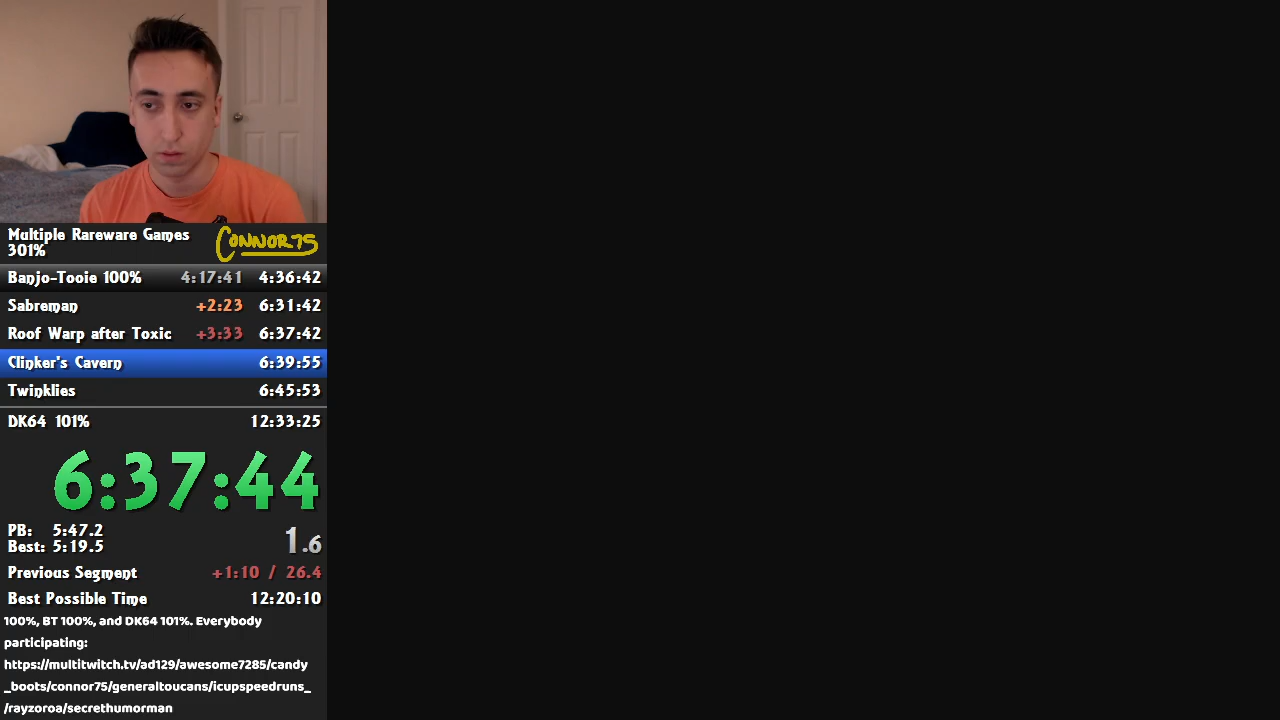 Multiple Rareware Games
301%
CONNOR75
Banjo-Tooie 100% 4:17:41 4:36:42
Sabreman +2:23 6:31:42
Roof Warp after Toxic +3:33 6:37:42
Clinker's Cavern 6:39:55
Twinklies 6:45:53
DK64 101% 12:33:25
6:37:44
PB: 5:47.2
Best: 5:19.5
1.6
Previous Segment +1:10 / 26.4
Best Possible Time 12:20:10
100%, BT 100%, and DK64 101%. Everybody
participating:
https://multitwitch.tv/ad129/awesome7285/candy
_boots/connor75/generaltoucans/icupspeedruns_
/rayzoroa/secrethumorman